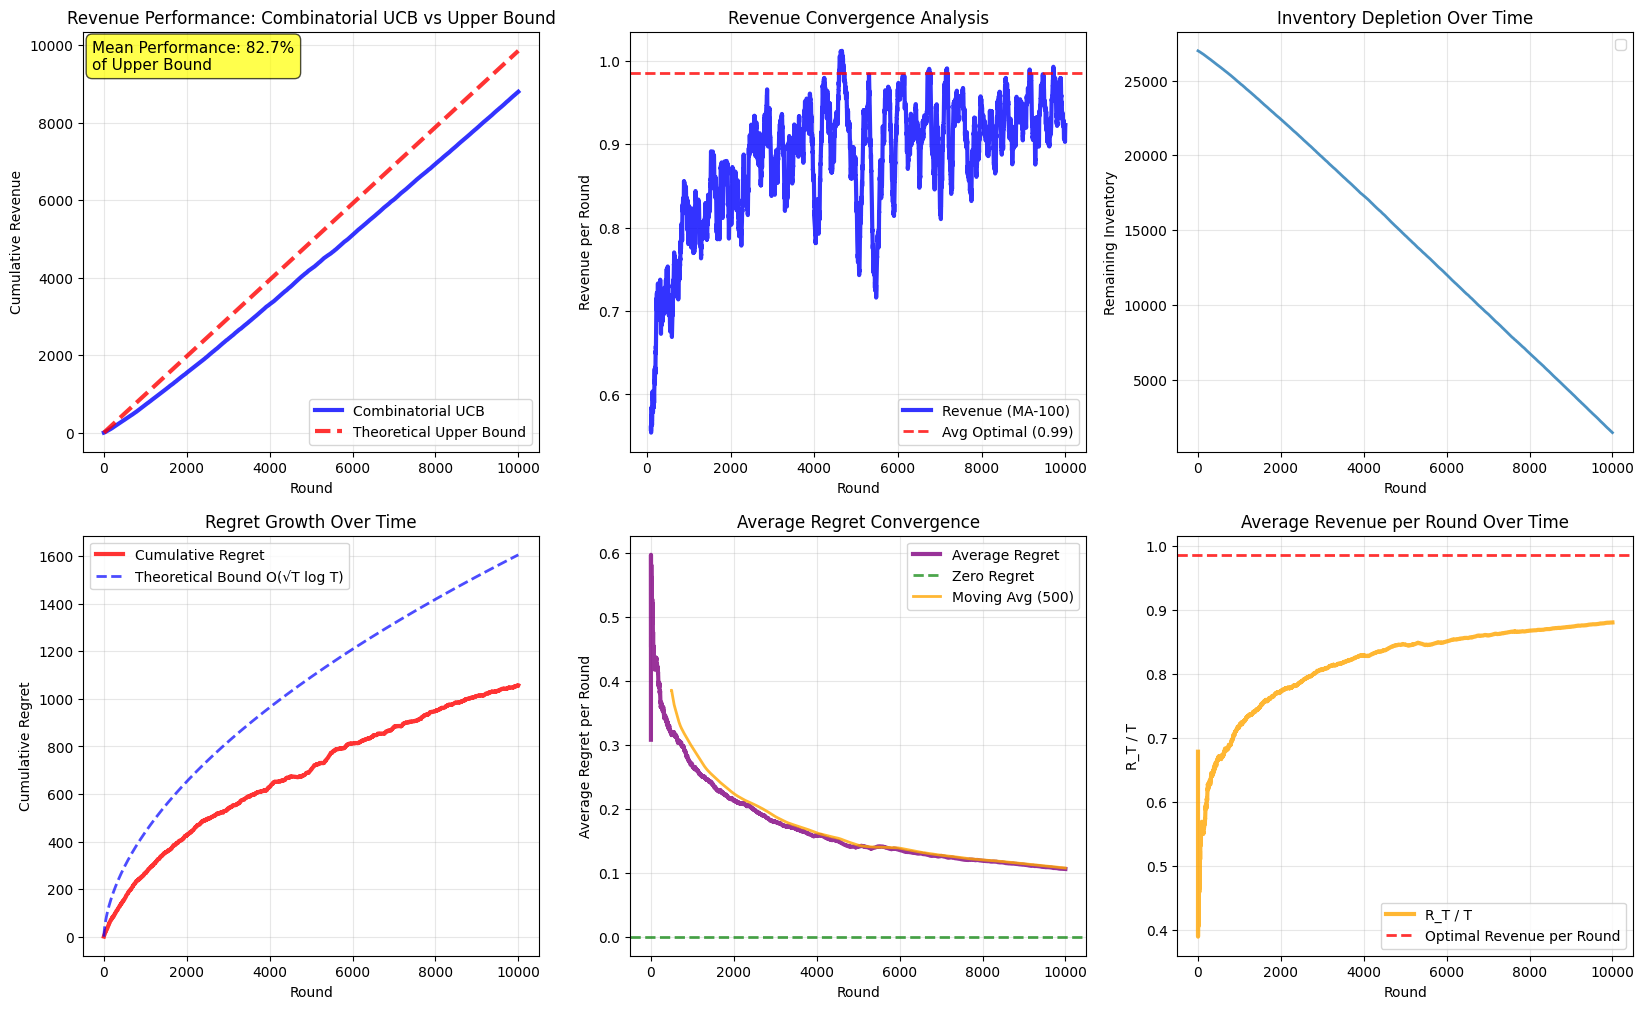 Revenue Performance: Combinatorial UCB vs Upper Bound
Mean Performance: 82.7%
of Upper Bound
10000
8000
6000
4000
2000
0
Cumulative Revenue
Combinatorial UCB
Theoretical Upper Bound
0 2000 4000 6000 8000 10000
Round
Revenue Convergence Analysis
1.0
0.9
0.8
0.7
0.6
Revenue per Round
Revenue (MA-100)
Avg Optimal (0.99)
0 2000 4000 6000 8000 10000
Round
Inventory Depletion Over Time
25000
20000
15000
10000
5000
Remaining Inventory
0 2000 4000 6000 8000 10000
Round
Regret Growth Over Time
Cumulative Regret
Theoretical Bound O(√T log T)
1600
1400
1200
1000
800
600
400
200
0
Cumulative Regret
0 2000 4000 6000 8000 10000
Round
Average Regret Convergence
Average Regret
Zero Regret
Moving Avg (500)
0.6
0.5
0.4
0.3
0.2
0.1
0.0
Average Regret per Round
0 2000 4000 6000 8000 10000
Round
Average Revenue per Round Over Time
1.0
0.9
0.8
0.7
0.6
0.5
0.4
R_T / T
R_T / T
Optimal Revenue per Round
0 2000 4000 6000 8000 10000
Round